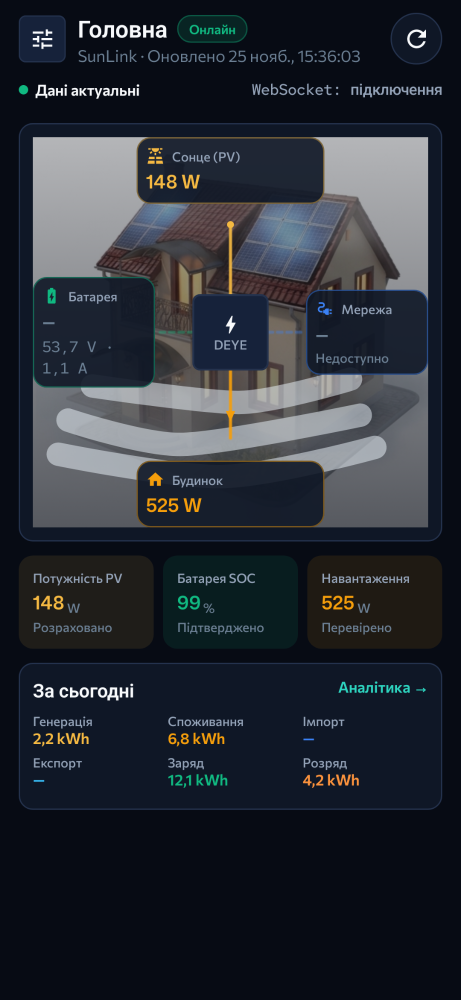 Головна
Онлайн
SunLink · Оновлено 25 нояб., 15:36:03
Дані актуальні
WebSocket: підключення
Сонце (PV)
148 W
Батарея
—
53,7 V ·
1,1 A
DEYE
Мережа
—
Недоступно
Будинок
525 W
Потужність PV
148 W
Розраховано
Батарея SOC
99 %
Підтверджено
Навантаження
525 W
Перевірено
За сьогодні
Аналітика →
Генерація
2,2 kWh
Споживання
6,8 kWh
Імпорт
—
Експорт
—
Заряд
12,1 kWh
Розряд
4,2 kWh